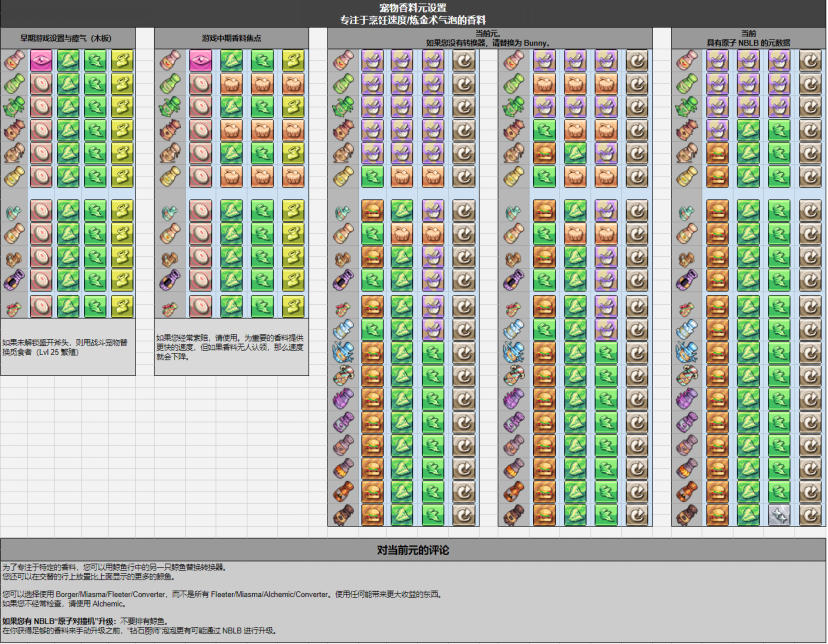 宠物香料元设置
专注于烹饪速度/炼金术气泡的香料
早期游戏设置与瘴气（木板）
游戏中期香料焦点
当前元。
如果您没有转换器，请替换为 Bunny。
当前
具有原子 NBLB 的元数据
如果未解锁盛开斧头，则用战斗宠物替
换觅食者（Lvl 25 繁殖）
如果您经常索赔，请使用。为重要的香料提供
更快的速度，但如果香料无人认领，那么速度
就会下降。
对当前元的评论
为了专注于特定的香料，您可以用鲸鱼行中的另一只鲸鱼替换转换器。
您还可以在交替的行上放置比上面显示的更多的鲸鱼。
您可以选择使用 Borger/Miasma/Fleeter/Converter，而不是所有 Fleeter/Miasma/Alchemic/Converter。使用任何能带来更大收益的东西。
如果您不经常检查，请使用 Alchemic。
如果您有 NBLB“原子对撞机”升级：不要排有鲸鱼。
在你获得足够的香料来手动升级之前，“钻石厨师”泡泡更有可能通过 NBLB 进行升级。